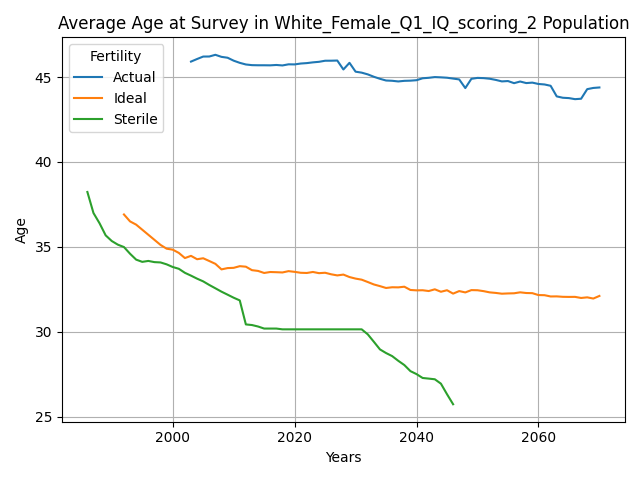 Average Age at Survey in White_Female_Q1_IQ_scoring_2 Population
Fertility
Actual
Ideal
Sterile
45
40
35
30
25
Age
2000
2020
2040
2060
Years